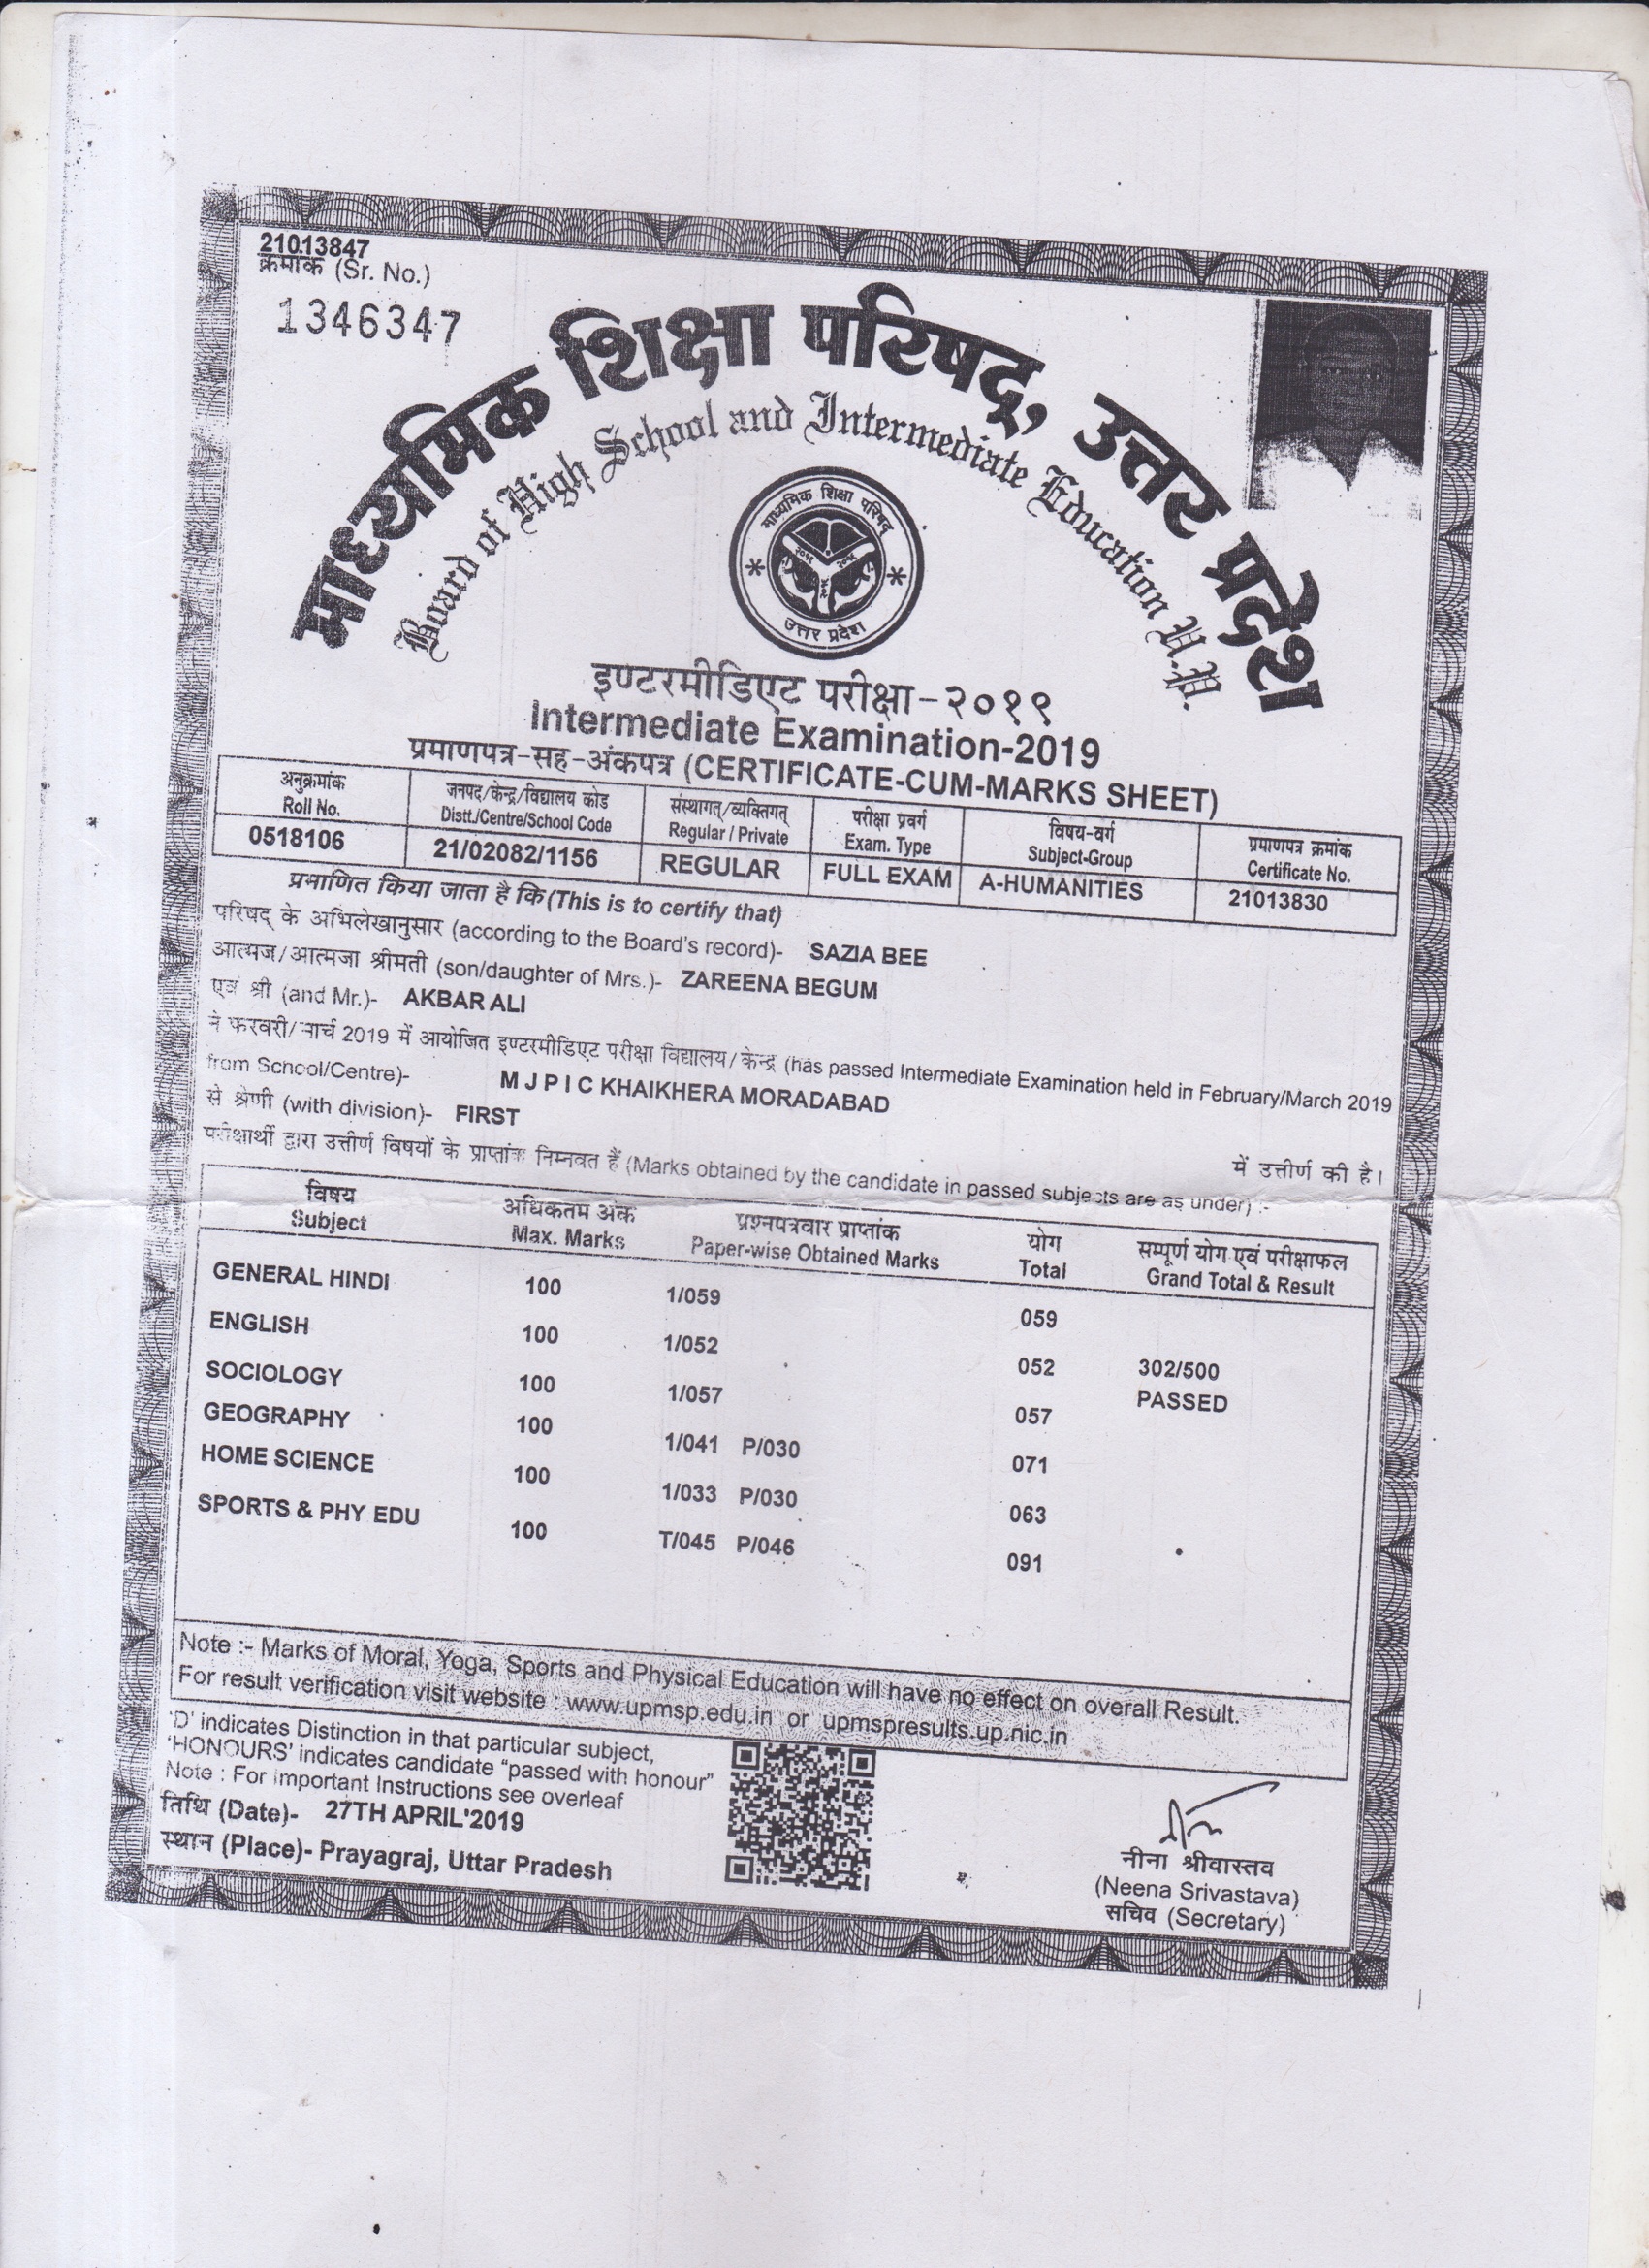 21013847
क्रमांक (Sr. No.)
1346347
माध्यमिक शिक्षा परिषद्, उत्तर प्रदेश
Board of High School and Intermediate Education U.P.
माध्यमिक शिक्षा परिषद्
उत्तर प्रदेश
इण्टरमीडिएट परीक्षा-२०१९
Intermediate Examination-2019
प्रमाणपत्र-सह-अंकपत्र (CERTIFICATE-CUM-MARKS SHEET)
अनुक्रमांक जनपद/केन्द्र/विद्यालय कोड संस्थागत्/व्यक्तिगत् परीक्षा प्रवर्ग विषय-वर्ग प्रमाणपत्र क्रमांक
Roll No. Distt./Centre/School Code Regular / Private Exam. Type Subject-Group Certificate No.
0518106 21/02082/1156 REGULAR FULL EXAM A-HUMANITIES 21013830
प्रमाणित किया जाता है कि (This is to certify that)
परिषद् के अभिलेखानुसार (according to the Board's record)- SAZIA BEE
आत्मज/आत्मजा श्रीमती (son/daughter of Mrs.)- ZAREENA BEGUM
एवं श्री (and Mr.)- AKBAR ALI
ने फरवरी/मार्च 2019 में आयोजित इण्टरमीडिएट परीक्षा विद्यालय/केन्द्र (has passed Intermediate Examination held in February/March 2019
from School/Centre)- M J P I C KHAIKHERA MORADABAD
से श्रेणी (with division)- FIRST
में उत्तीर्ण की है।
परीक्षार्थी द्वारा उत्तीर्ण विषयों के प्राप्तांक निम्नवत हैं (Marks obtained by the candidate in passed subjects are as under) :-
विषय अधिकतम अंक प्रश्नपत्रवार प्राप्तांक योग सम्पूर्ण योग एवं परीक्षाफल
Subject Max. Marks Paper-wise Obtained Marks Total Grand Total & Result
GENERAL HINDI 100 1/059 059
ENGLISH 100 1/052 052 302/500
SOCIOLOGY 100 1/057 057 PASSED
GEOGRAPHY 100 1/041 P/030 071
HOME SCIENCE 100 1/033 P/030 063
SPORTS & PHY EDU 100 T/045 P/046 091
Note :- Marks of Moral, Yoga, Sports and Physical Education will have no effect on overall Result.
For result verification visit website : www.upmsp.edu.in or upmspresults.up.nic.in
'D' indicates Distinction in that particular subject,
'HONOURS' indicates candidate "passed with honour"
Note : For Important Instructions see overleaf
तिथि (Date)- 27TH APRIL'2019
स्थान (Place)- Prayagraj, Uttar Pradesh
नीना श्रीवास्तव
(Neena Srivastava)
सचिव (Secretary)